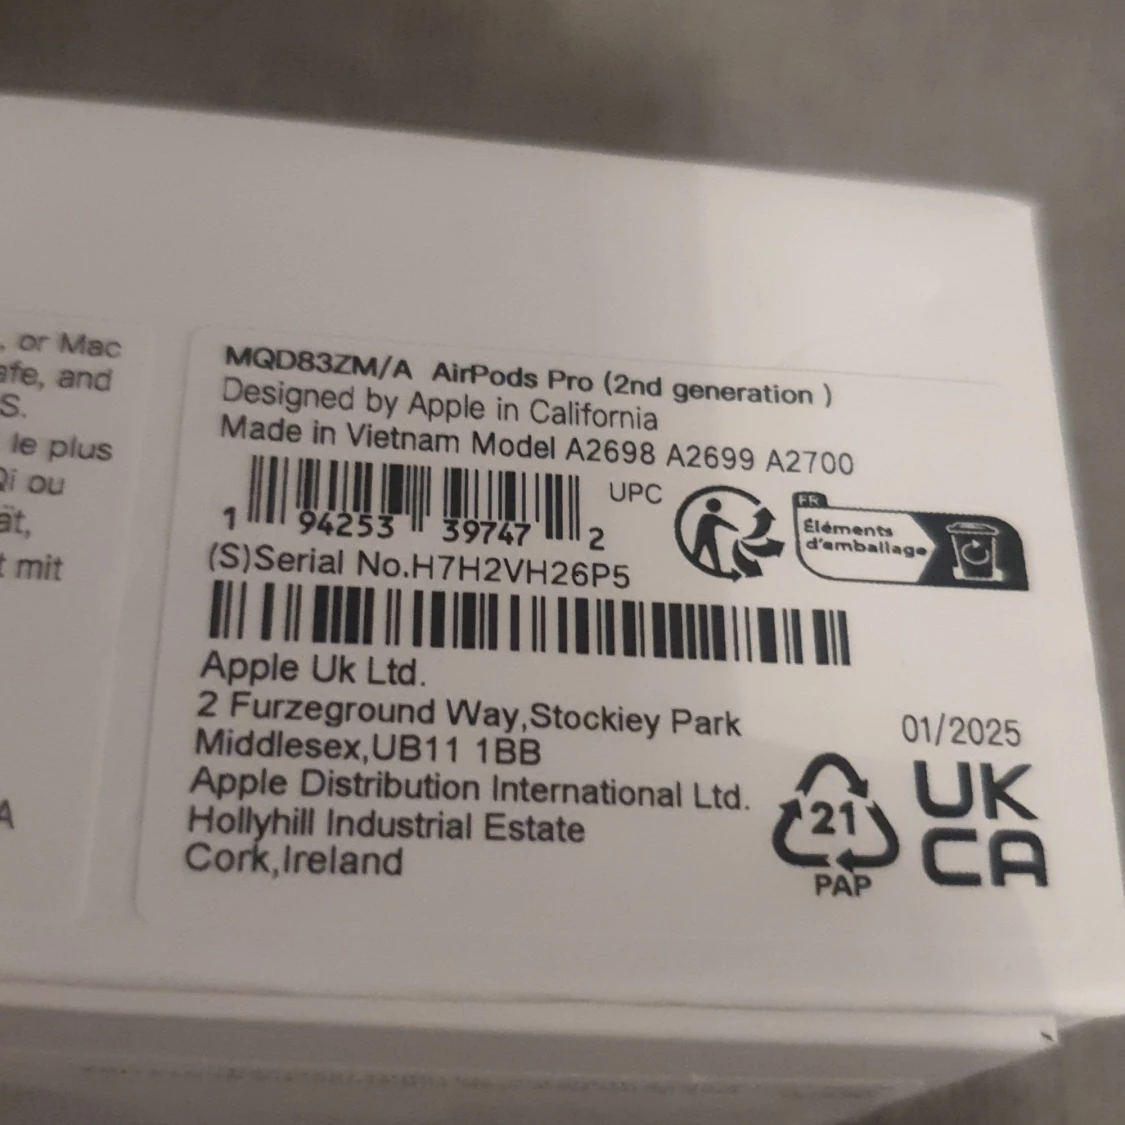 , or Mac
afe, and
S.
le plus
Qi ou
ät,
t mit
A
MQD83ZM/A AirPods Pro (2nd generation )
Designed by Apple in California
Made in Vietnam Model A2698 A2699 A2700
UPC
1 94253 39747 2
FR
Éléments
d'emballage
(S)Serial No.H7H2VH26P5
Apple Uk Ltd.
2 Furzeground Way,Stockiey Park
Middlesex,UB11 1BB
Apple Distribution International Ltd.
Hollyhill Industrial Estate
Cork,Ireland
01/2025
21
PAP
UK
CA